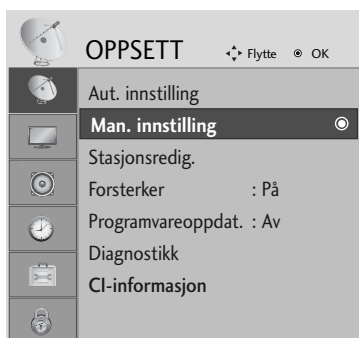 OPPSETT Flytte OK
Aut. innstilling
Man. innstilling
Stasjonsredig.
Forsterker : På
Programvareoppdat. : Av
Diagnostikk
CI-informasjon